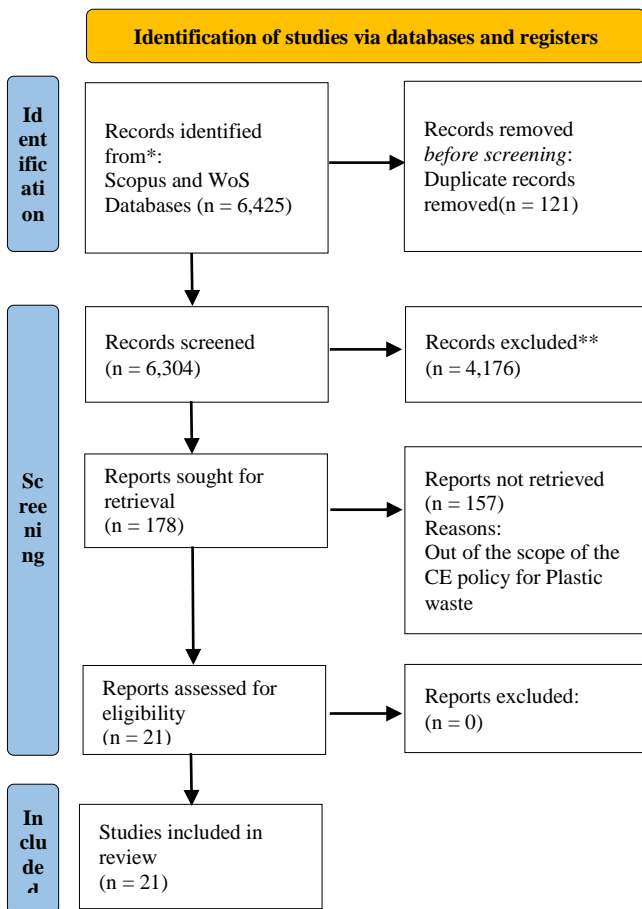 Identification of studies via databases and registers
Id
ent
ific
ati
on
Records identified
from*:
Scopus and WoS
Databases (n = 6,425)
Records removed
before screening:
Duplicate records
removed(n = 121)
Sc
ree
ni
ng
Records screened
(n = 6,304)
Records excluded**
(n = 4,176)
Reports sought for
retrieval
(n = 178)
Reports not retrieved
(n = 157)
Reasons:
Out of the scope of the
CE policy for Plastic
waste
Reports assessed for
eligibility
(n = 21)
Reports excluded:
(n = 0)
In
clu
de
d
Studies included in
review
(n = 21)